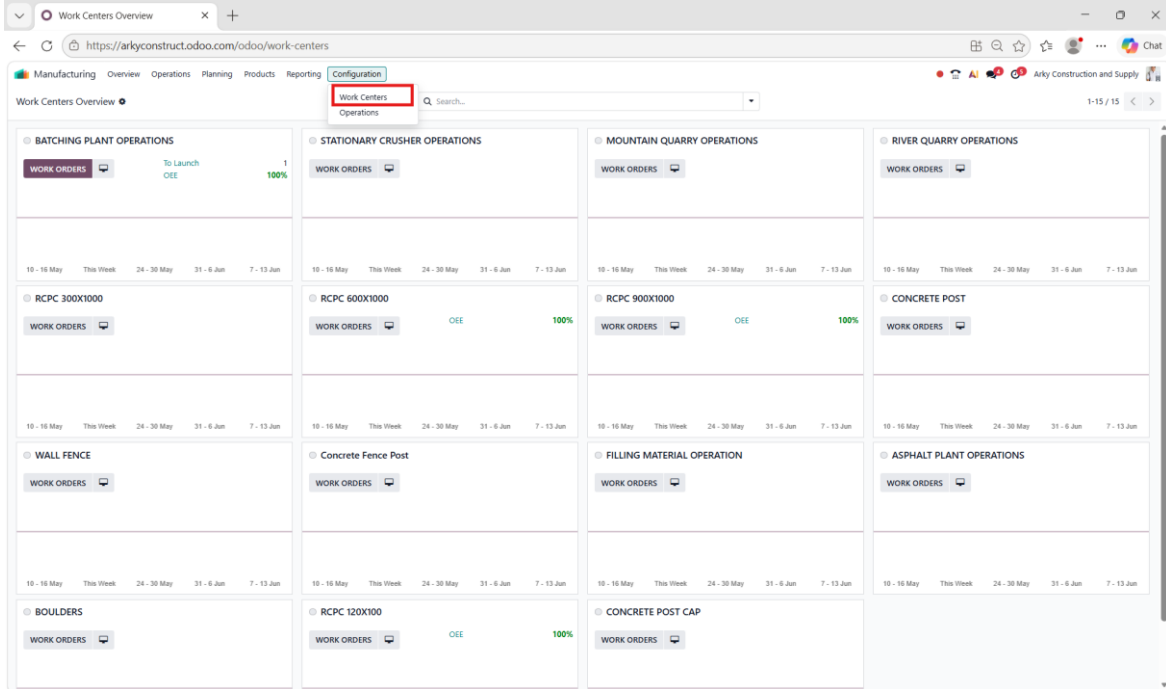 Work Centers Overview
https://arkyconstruct.odoo.com/odoo/work-centers
Chat
Manufacturing Overview Operations Planning Products Reporting Configuration
AI 4 5 Arky Construction and Supply
Work Centers Overview
Work Centers
Operations
Search...
1-15 / 15
BATCHING PLANT OPERATIONS
WORK ORDERS
To Launch 1
OEE 100%
10 - 16 May This Week 24 - 30 May 31 - 6 Jun 7 - 13 Jun
STATIONARY CRUSHER OPERATIONS
WORK ORDERS
10 - 16 May This Week 24 - 30 May 31 - 6 Jun 7 - 13 Jun
MOUNTAIN QUARRY OPERATIONS
WORK ORDERS
10 - 16 May This Week 24 - 30 May 31 - 6 Jun 7 - 13 Jun
RIVER QUARRY OPERATIONS
WORK ORDERS
10 - 16 May This Week 24 - 30 May 31 - 6 Jun 7 - 13 Jun
RCPC 300X1000
WORK ORDERS
10 - 16 May This Week 24 - 30 May 31 - 6 Jun 7 - 13 Jun
RCPC 600X1000
WORK ORDERS
OEE 100%
10 - 16 May This Week 24 - 30 May 31 - 6 Jun 7 - 13 Jun
RCPC 900X1000
WORK ORDERS
OEE 100%
10 - 16 May This Week 24 - 30 May 31 - 6 Jun 7 - 13 Jun
CONCRETE POST
WORK ORDERS
10 - 16 May This Week 24 - 30 May 31 - 6 Jun 7 - 13 Jun
WALL FENCE
WORK ORDERS
10 - 16 May This Week 24 - 30 May 31 - 6 Jun 7 - 13 Jun
Concrete Fence Post
WORK ORDERS
10 - 16 May This Week 24 - 30 May 31 - 6 Jun 7 - 13 Jun
FILLING MATERIAL OPERATION
WORK ORDERS
10 - 16 May This Week 24 - 30 May 31 - 6 Jun 7 - 13 Jun
ASPHALT PLANT OPERATIONS
WORK ORDERS
10 - 16 May This Week 24 - 30 May 31 - 6 Jun 7 - 13 Jun
BOULDERS
WORK ORDERS
RCPC 120X100
WORK ORDERS
OEE 100%
CONCRETE POST CAP
WORK ORDERS